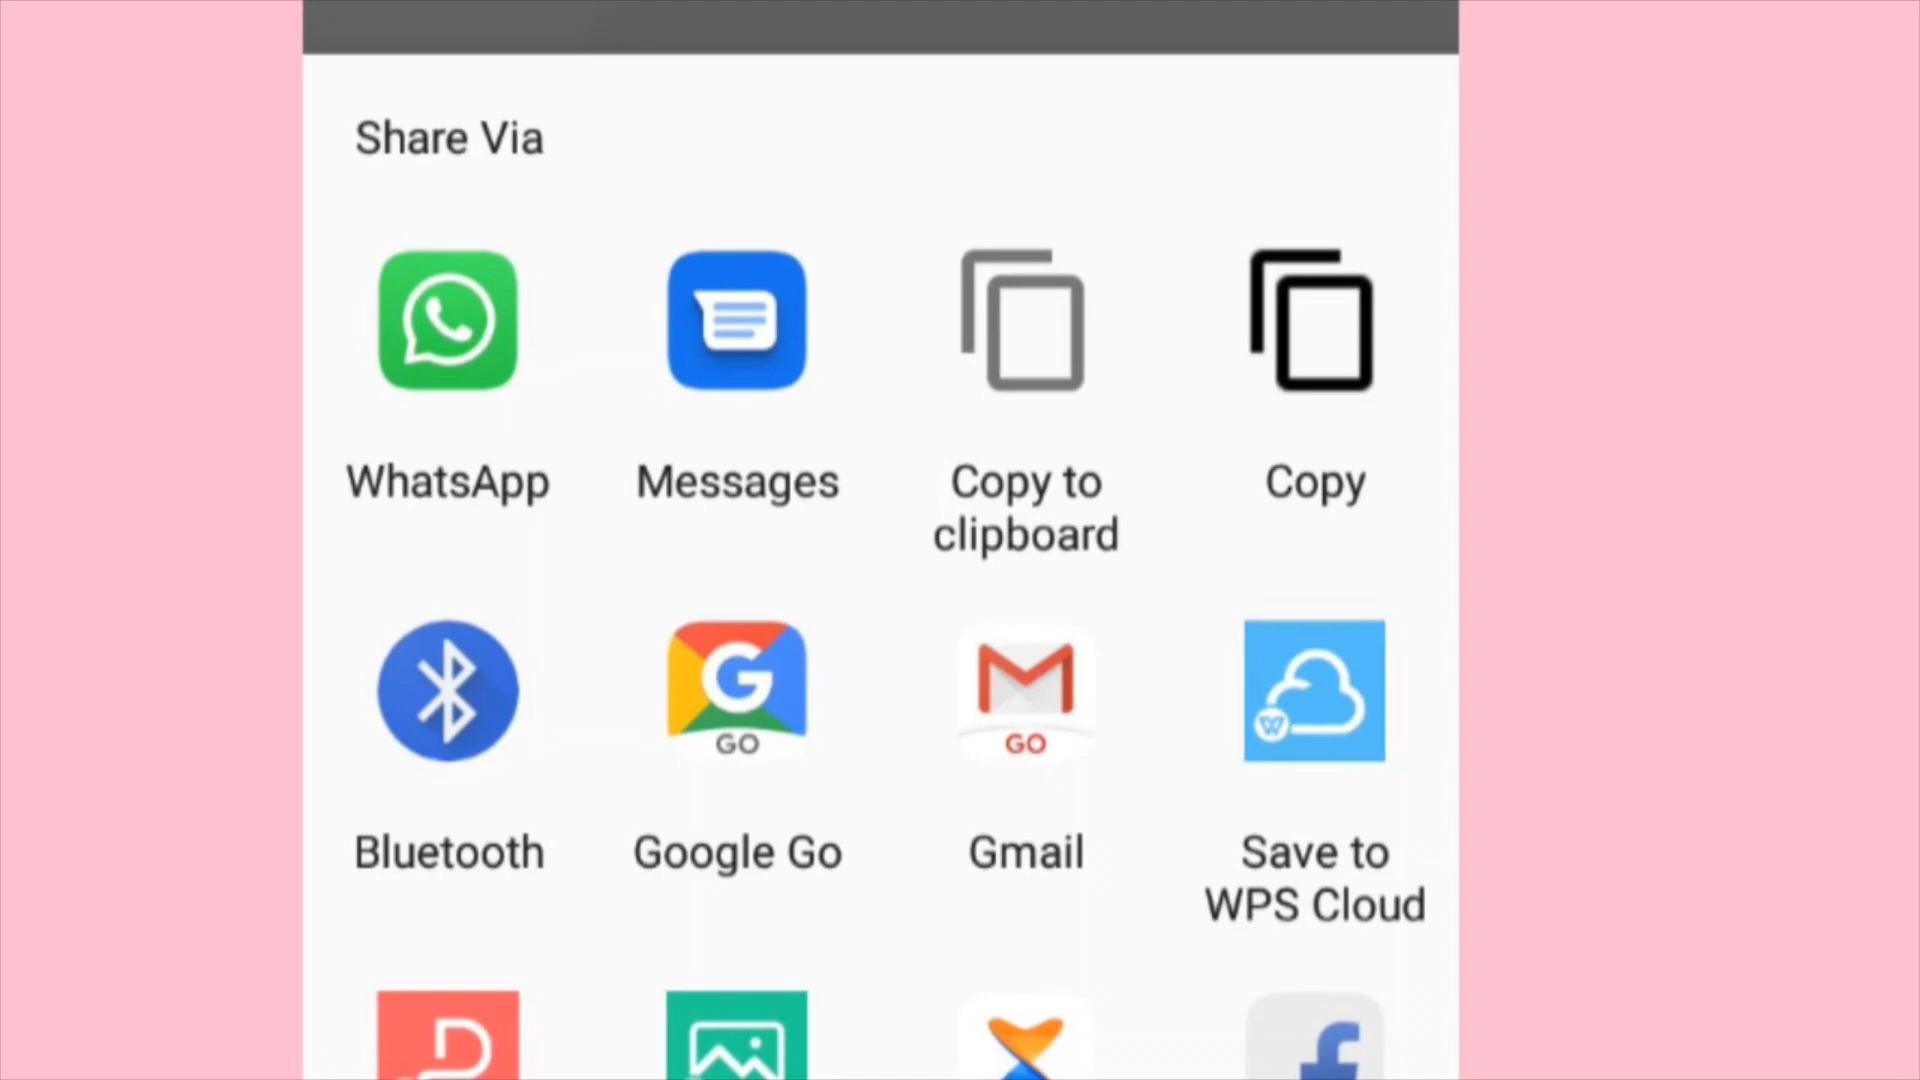 Share Via
WhatsApp
Messages
Copy to
clipboard
Copy
GO
GO
Bluetooth
Google Go
Gmail
Save to
WPS Cloud